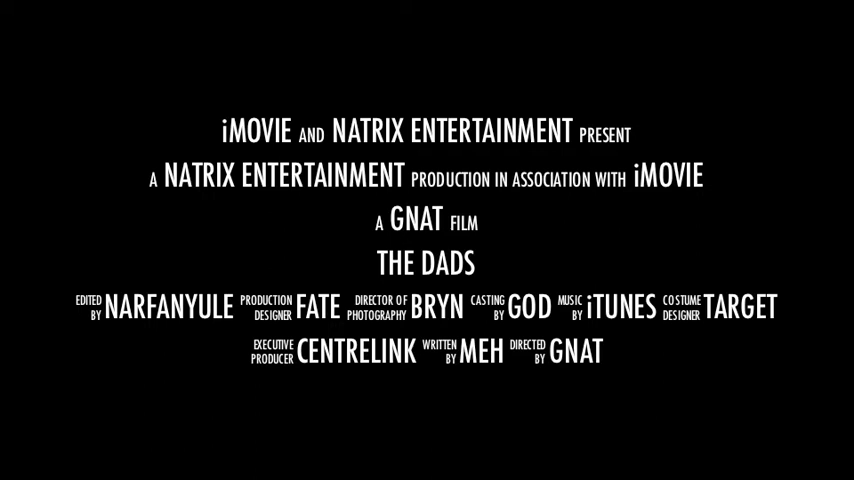 iMOVIE AND NATRIX ENTERTAINMENT PRESENT
A NATRIX ENTERTAINMENT PRODUCTION IN ASSOCIATION WITH iMOVIE
A GNAT FILM
THE DADS
EDITED BY NARFANYULE PRODUCTION DESIGNER FATE DIRECTOR OF PHOTOGRAPHY BRYN CASTING BY GOD MUSIC BY iTUNES COSTUME DESIGNER TARGET
EXECUTIVE PRODUCER CENTRELINK WRITTEN BY MEH DIRECTED BY GNAT